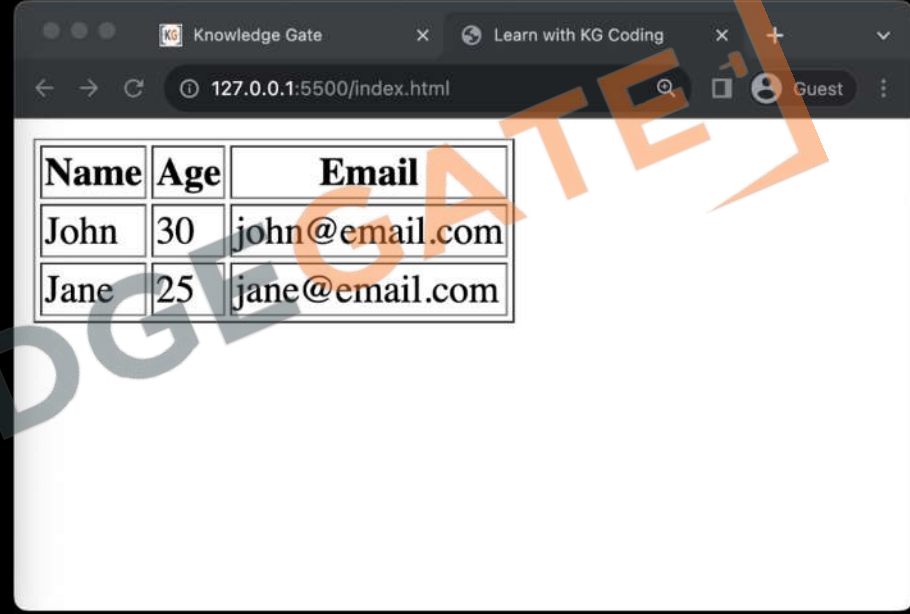 KG Knowledge Gate
Learn with KG Coding
127.0.0.1:5500/index.html
Guest
Name Age Email
John 30 john@email.com
Jane 25 jane@email.com
DGEGATE